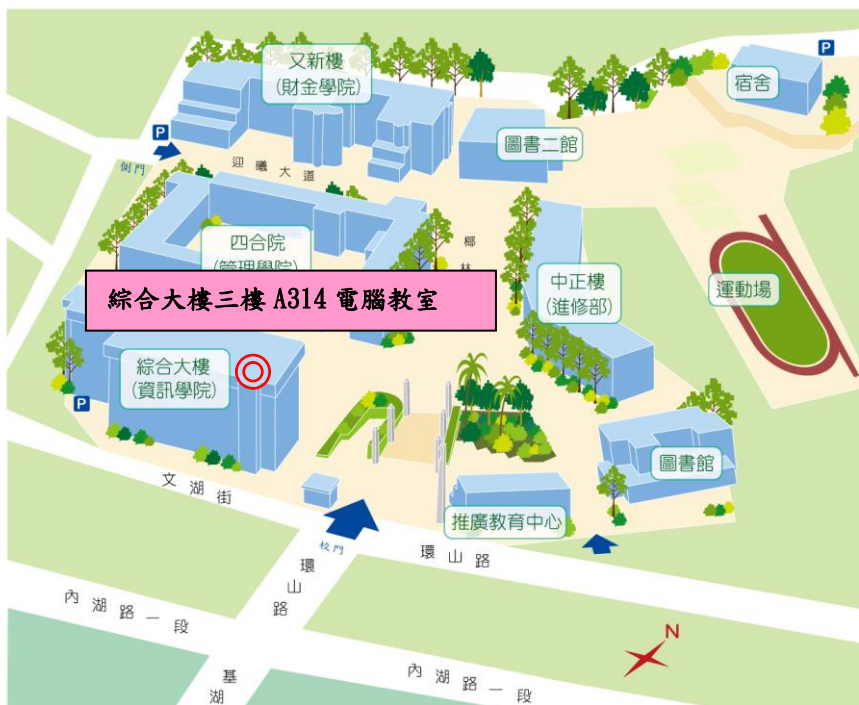 又新樓
(財金學院)
P
宿舍
P
圖書二館
側門
迎曦大道
四合院
(管理學院)
椰林
中正樓
(進修部)
運動場
綜合大樓三樓 A314 電腦教室
綜合大樓
(資訊學院)
P
圖書館
文湖街
推廣教育中心
校門
環山路
環山路
內湖路一段
N
內湖路一段
基湖